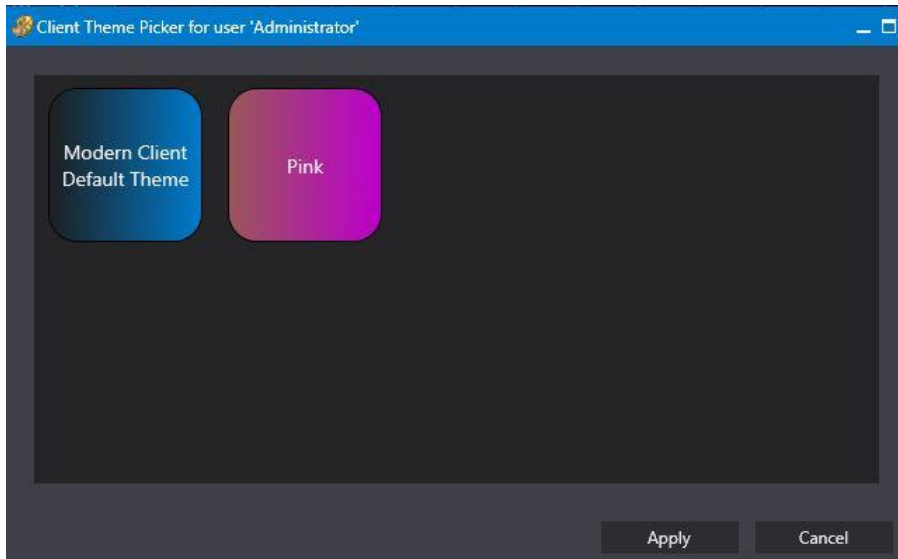 Client Theme Picker for user 'Administrator'
Modern Client
Default Theme
Pink
Apply
Cancel